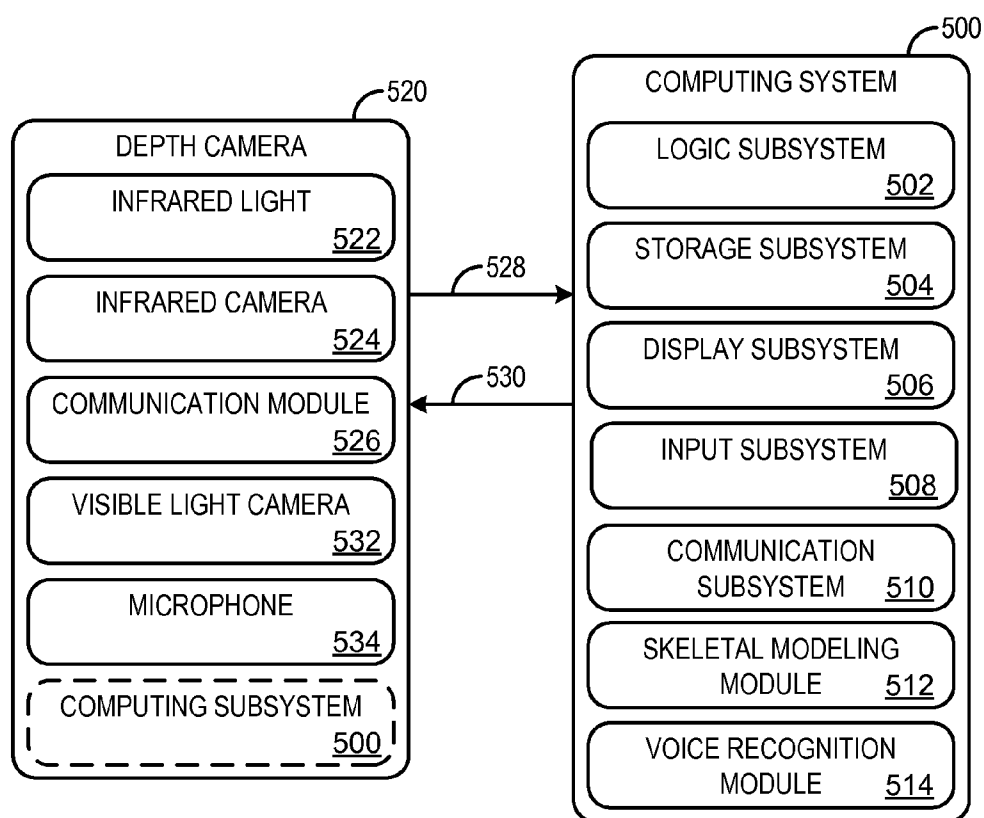 520
DEPTH CAMERA
INFRARED LIGHT
522
INFRARED CAMERA
524
COMMUNICATION MODULE
526
VISIBLE LIGHT CAMERA
532
MICROPHONE
534
COMPUTING SUBSYSTEM
500
528
530
500
COMPUTING SYSTEM
LOGIC SUBSYSTEM
502
STORAGE SUBSYSTEM
504
DISPLAY SUBSYSTEM
506
INPUT SUBSYSTEM
508
COMMUNICATION
SUBSYSTEM
510
SKELETAL MODELING
MODULE
512
VOICE RECOGNITION
MODULE
514